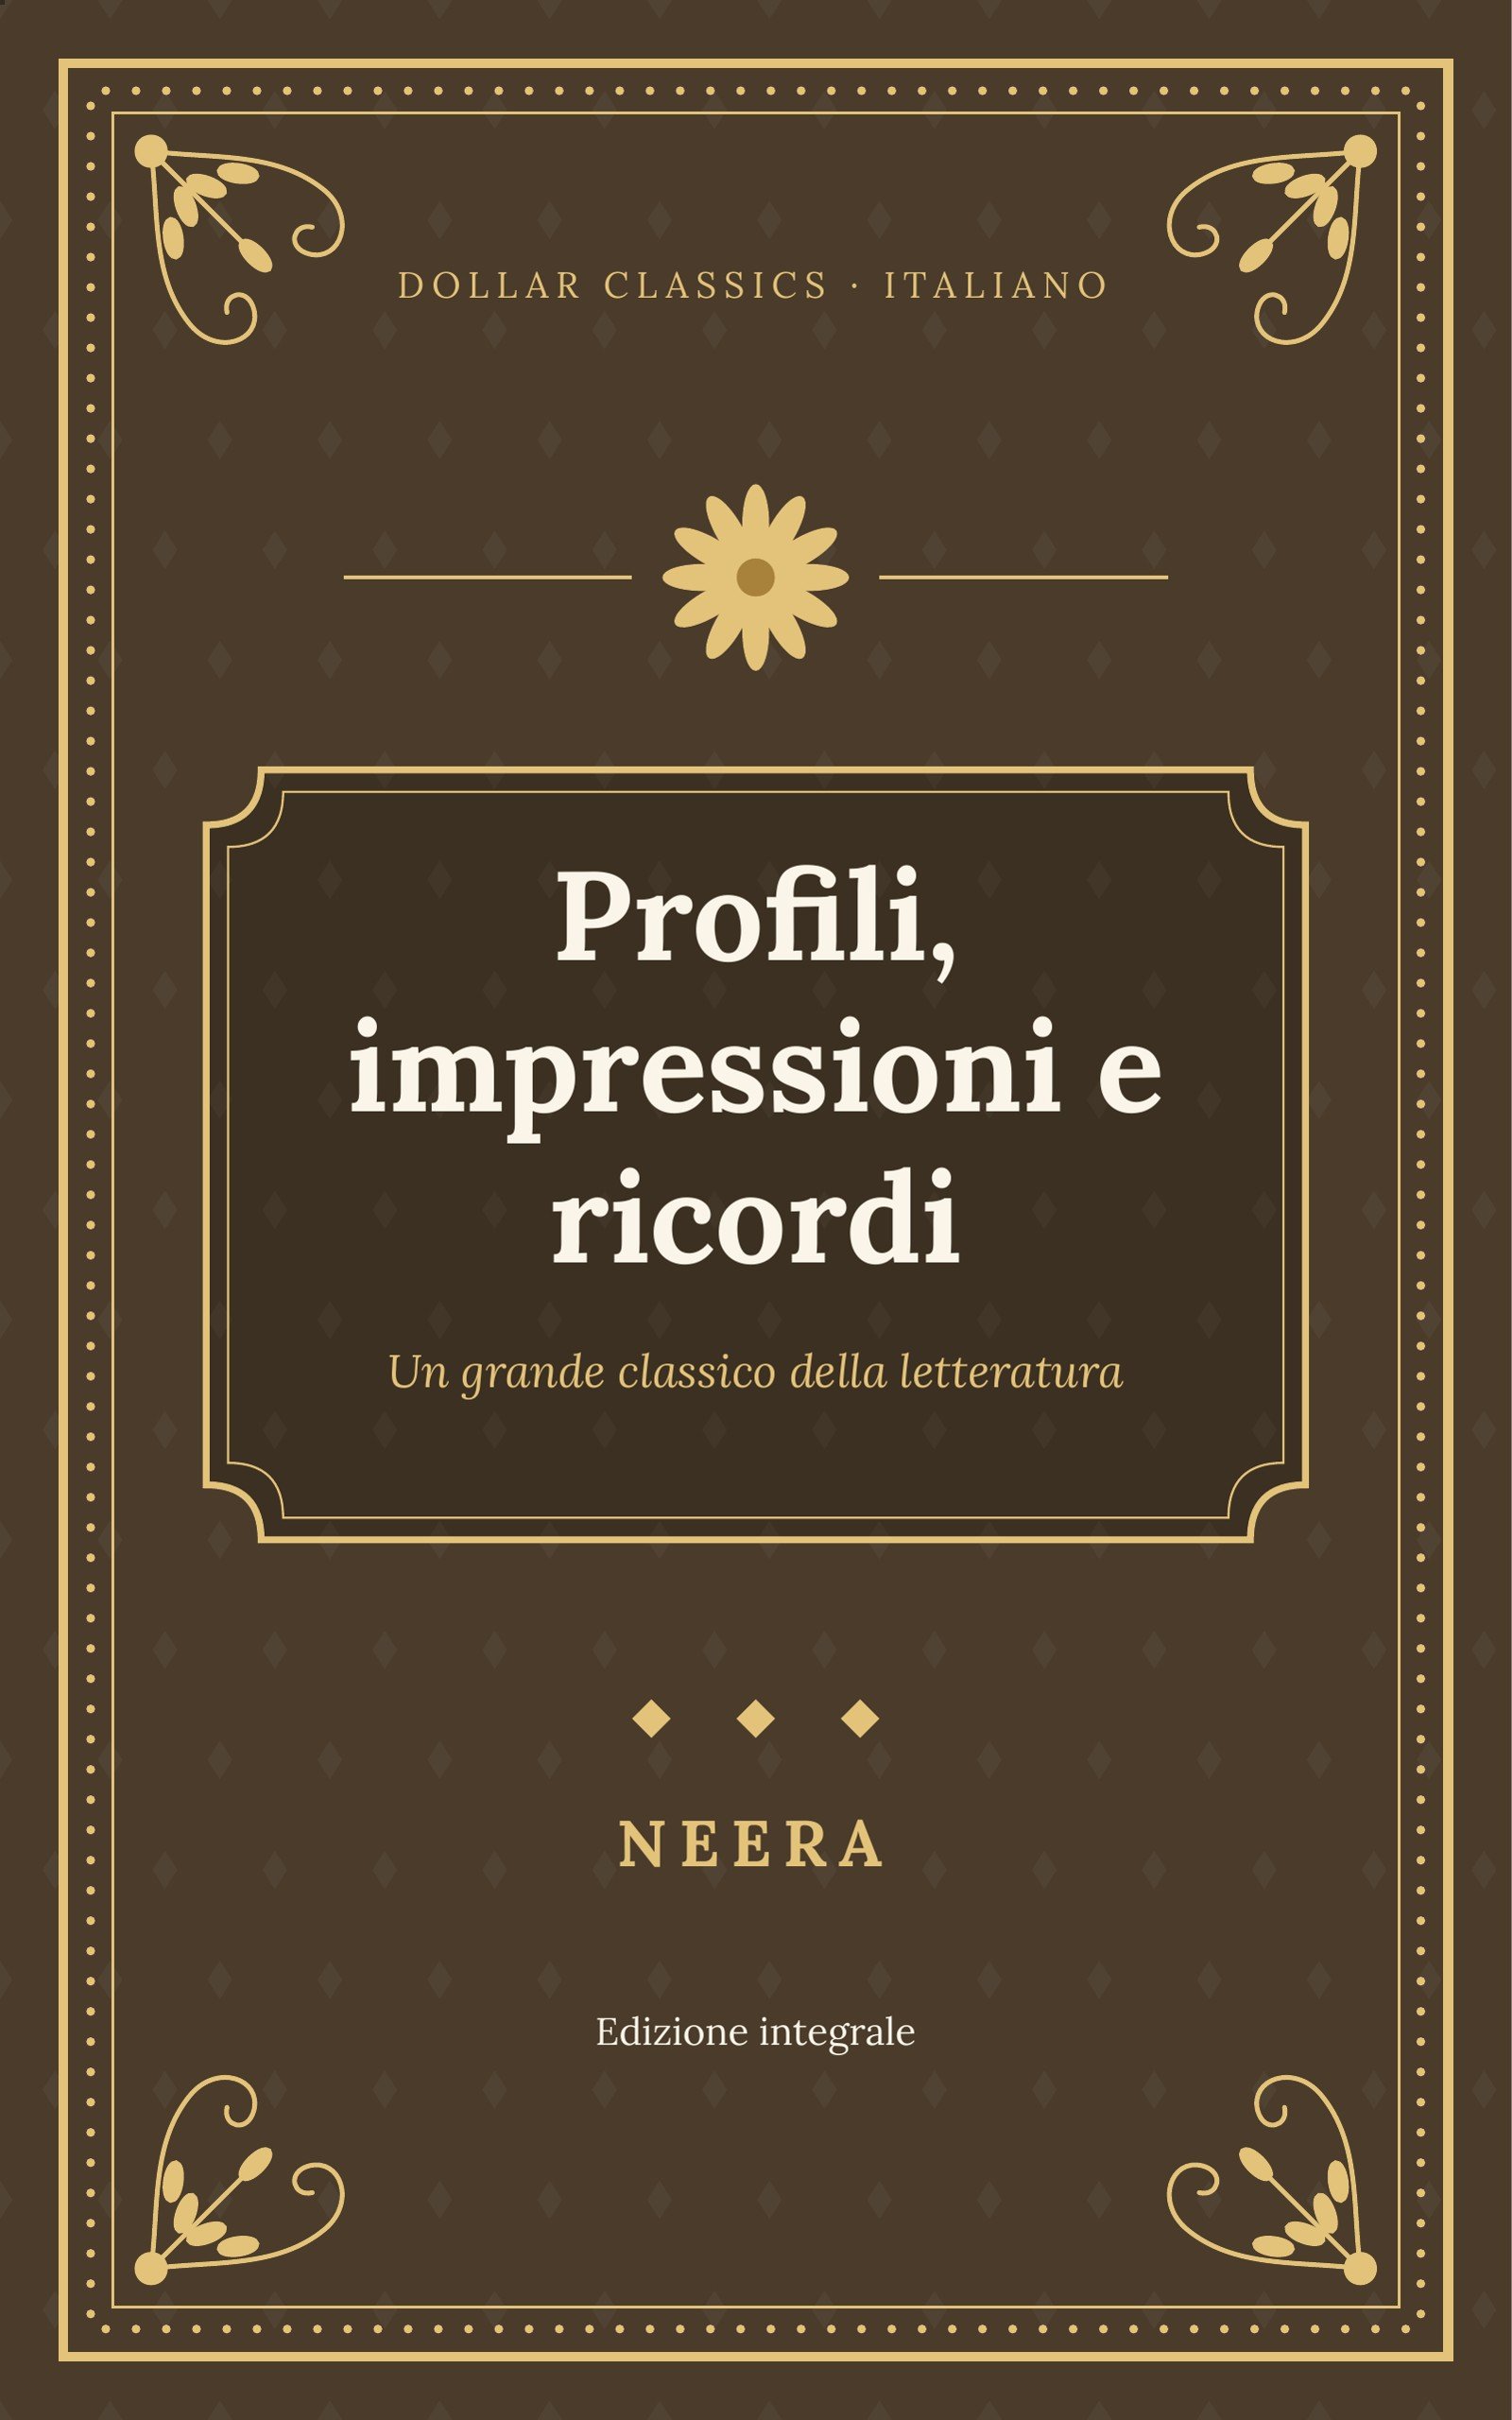 DOLLAR CLASSICS · ITALIANO
Profili,
impressioni e
ricordi
Un grande classico della letteratura
NEERA
Edizione integrale